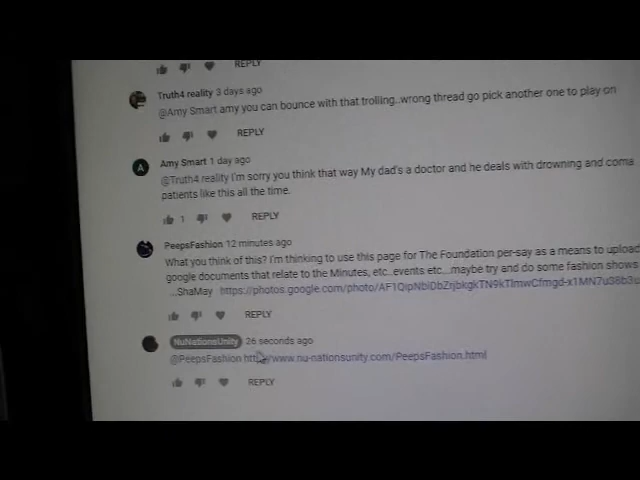 REPLY
Truth4 reality 3 days ago
@Amy Smart amy you can bounce with that trolling..wrong thread go pick another one to play on
REPLY
A
Amy Smart 1 day ago
@Truth4 reality I'm sorry you think that way My dad's a doctor and he deals with drowning and coma
patients like this all the time.
1
REPLY
PeepsFashion 12 minutes ago
What you think of this? I'm thinking to use this page for The Foundation per-say as a means to upload
google documents that relate to the Minutes, etc..events etc...maybe try and do some fashion shows
...ShaMay
REPLY
NuNationsUnity 26 seconds ago
@PeepsFashion http://www.nu-nationsunity.com/PeepsFashion.html
REPLY